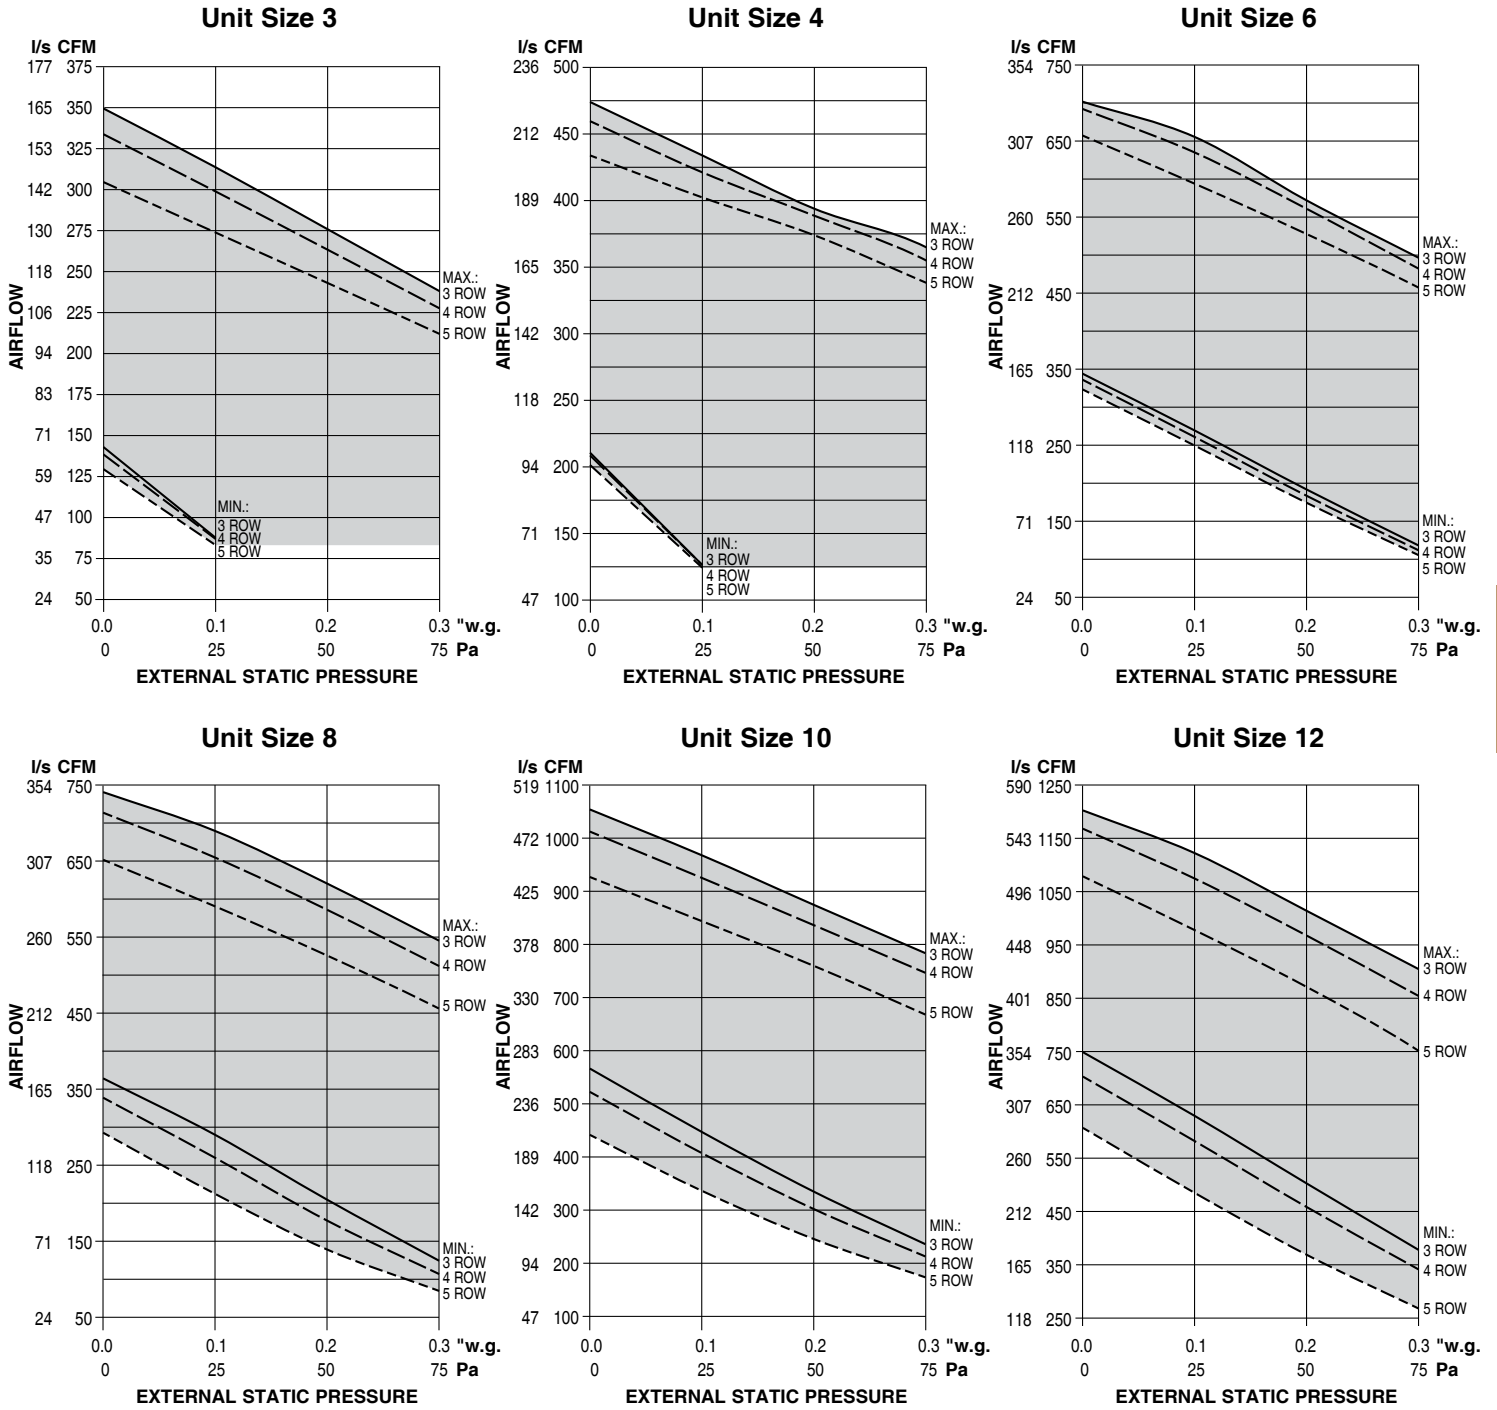 Unit Size 3
l/s CFM
177 375
165 350
153 325
142 300
130 275
118 250
106 225
94 200
83 175
71 150
59 125
47 100
35 75
24 50
AIRFLOW
MAX.:
3 ROW
4 ROW
5 ROW
MIN.:
3 ROW
4 ROW
5 ROW
0.0 0.1 0.2 0.3 "w.g.
0 25 50 75 Pa
EXTERNAL STATIC PRESSURE
Unit Size 4
l/s CFM
236 500
212 450
189 400
165 350
142 300
118 250
94 200
71 150
47 100
AIRFLOW
MAX.:
3 ROW
4 ROW
5 ROW
MIN.:
3 ROW
4 ROW
5 ROW
0.0 0.1 0.2 0.3 "w.g.
0 25 50 75 Pa
EXTERNAL STATIC PRESSURE
Unit Size 6
l/s CFM
354 750
307 650
260 550
212 450
165 350
118 250
71 150
24 50
AIRFLOW
MAX.:
3 ROW
4 ROW
5 ROW
MIN.:
3 ROW
4 ROW
5 ROW
0.0 0.1 0.2 0.3 "w.g.
0 25 50 75 Pa
EXTERNAL STATIC PRESSURE
Unit Size 8
l/s CFM
354 750
307 650
260 550
212 450
165 350
118 250
71 150
24 50
AIRFLOW
MAX.:
3 ROW
4 ROW
5 ROW
MIN.:
3 ROW
4 ROW
5 ROW
0.0 0.1 0.2 0.3 "w.g.
0 25 50 75 Pa
EXTERNAL STATIC PRESSURE
Unit Size 10
l/s CFM
519 1100
472 1000
425 900
378 800
330 700
283 600
236 500
189 400
142 300
94 200
47 100
AIRFLOW
MAX.:
3 ROW
4 ROW
5 ROW
MIN.:
3 ROW
4 ROW
5 ROW
0.0 0.1 0.2 0.3 "w.g.
0 25 50 75 Pa
EXTERNAL STATIC PRESSURE
Unit Size 12
l/s CFM
590 1250
543 1150
496 1050
448 950
401 850
354 750
307 650
260 550
212 450
165 350
118 250
AIRFLOW
MAX.:
3 ROW
4 ROW
5 ROW
MIN.:
3 ROW
4 ROW
5 ROW
0.0 0.1 0.2 0.3 "w.g.
0 25 50 75 Pa
EXTERNAL STATIC PRESSURE